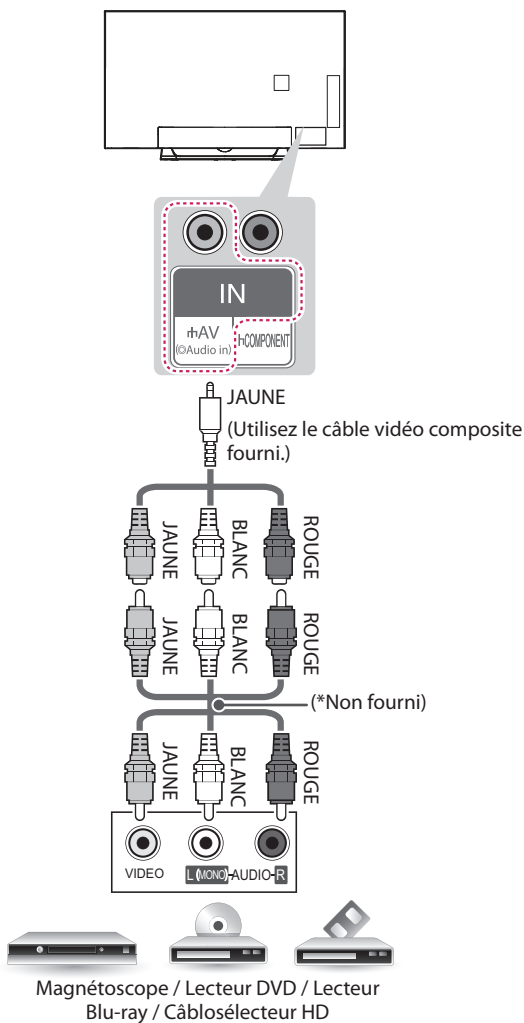 IN
AV
(Audio in)
COMPONENT
JAUNE
(Utilisez le câble vidéo composite
fourni.)
JAUNE
BLANC
ROUGE
JAUNE
BLANC
ROUGE
(*Non fourni)
JAUNE
BLANC
ROUGE
VIDEO L(MONO)-AUDIO-R
Magnétoscope / Lecteur DVD / Lecteur
Blu-ray / Câblosélecteur HD